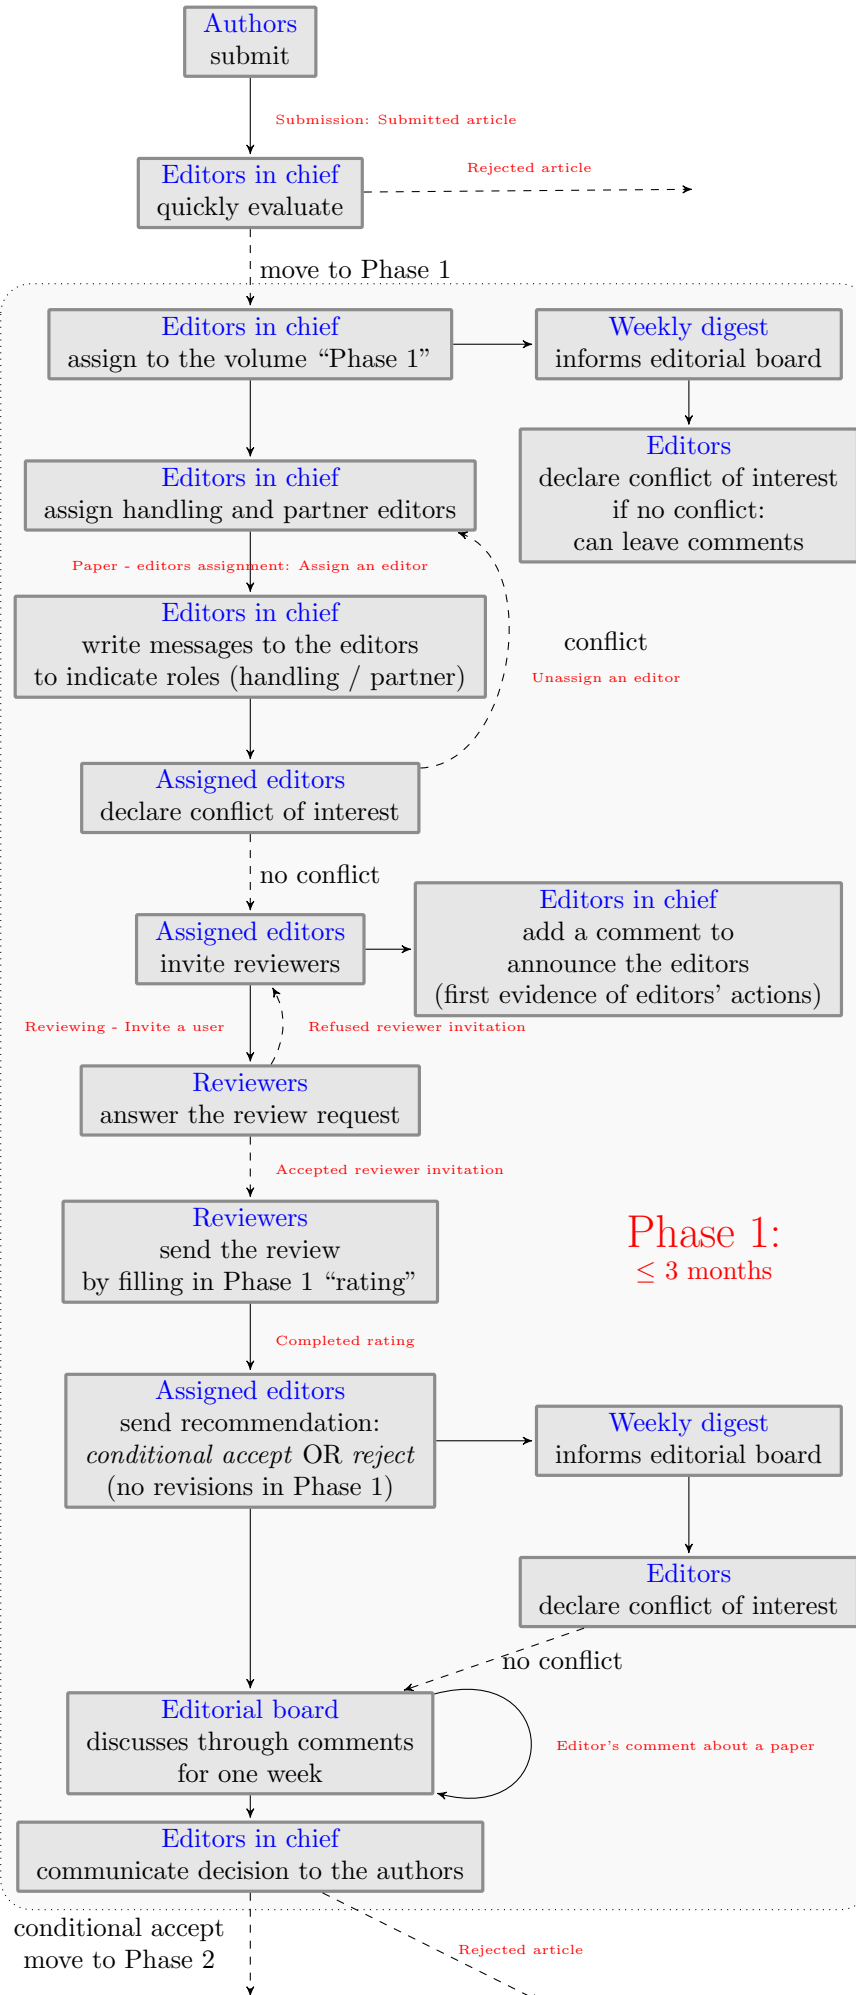 Authors
submit
Submission: Submitted article
Editors in chief
quickly evaluate
Rejected article
move to Phase 1
Editors in chief
assign to the volume “Phase 1”
Weekly digest
informs editorial board
Editors
declare conflict of interest
if no conflict:
can leave comments
Editors in chief
assign handling and partner editors
Paper - editors assignment: Assign an editor
Editors in chief
write messages to the editors
to indicate roles (handling / partner)
conflict
Unassign an editor
Assigned editors
declare conflict of interest
no conflict
Assigned editors
invite reviewers
Editors in chief
add a comment to
announce the editors
(first evidence of editors’ actions)
Reviewing - Invite a user
Refused reviewer invitation
Reviewers
answer the review request
Accepted reviewer invitation
Reviewers
send the review
by filling in Phase 1 “rating”
Phase 1:
≤ 3 months
Completed rating
Assigned editors
send recommendation:
conditional accept OR reject
(no revisions in Phase 1)
Weekly digest
informs editorial board
Editors
declare conflict of interest
no conflict
Editorial board
discusses through comments
for one week
Editor’s comment about a paper
Editors in chief
communicate decision to the authors
conditional accept
move to Phase 2
Rejected article